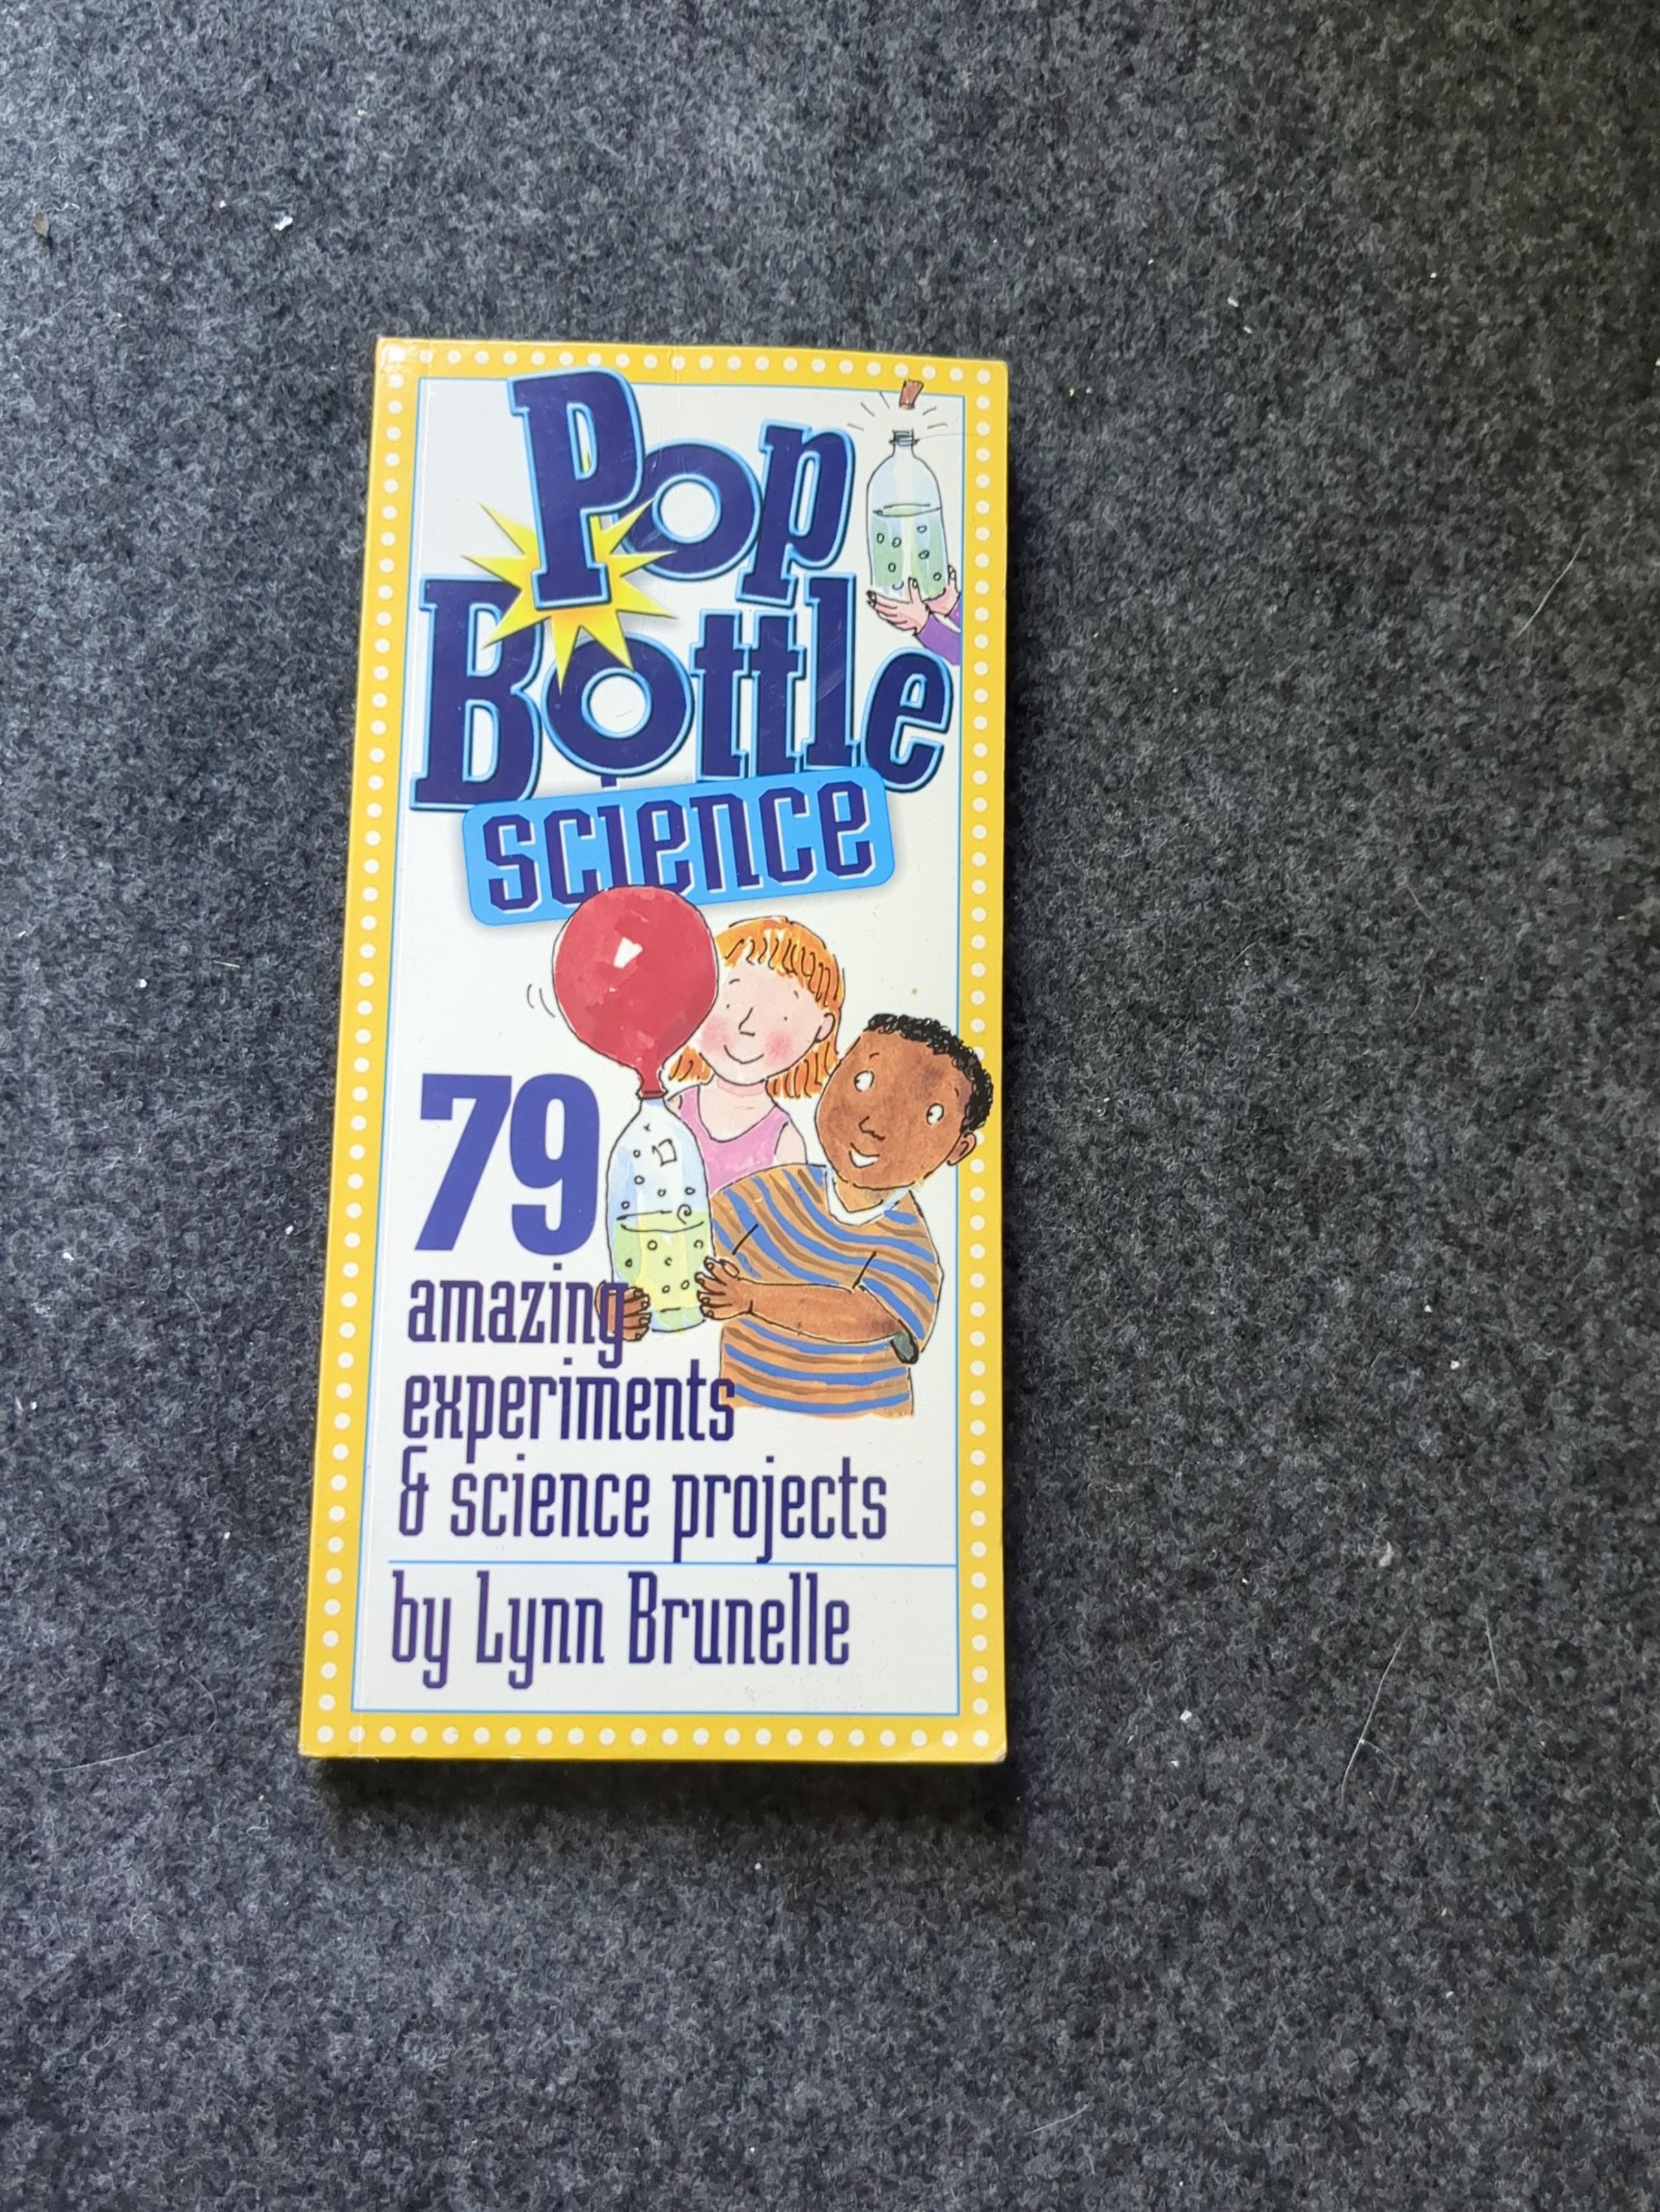 Pop
Bottle
science
79
amazing
experiments
& science projects
by Lynn Brunelle